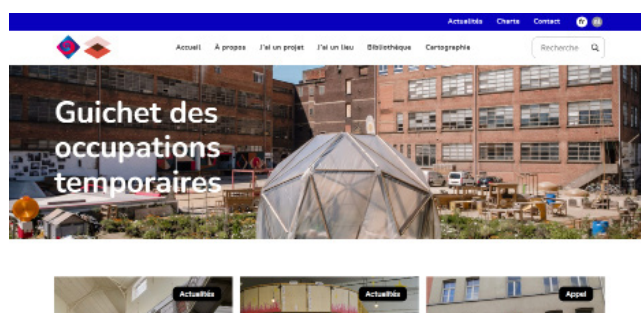 Actualités Charte Contact fr nl
Accueil À propos J'ai un projet J'ai un lieu Bibliothèque Cartographie Recherche
Guichet des
occupations
temporaires
Actualités Actualités Appel